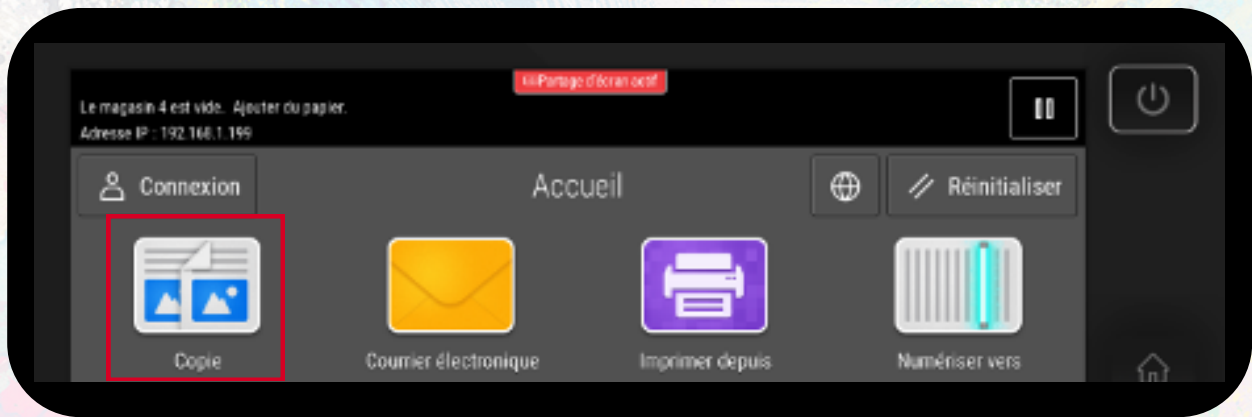 Partage d'écran actif
Le magasin 4 est vide. Ajouter du papier.
Adresse IP : 192.168.1.199
Connexion
Accueil
Réinitialiser
Copie
Courrier électronique
Imprimer depuis
Numériser vers